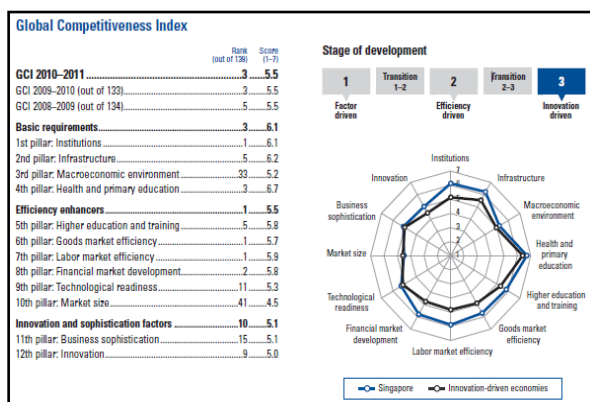 Global Competitiveness Index
Rank Score
(out of 139) (1–7)
GCI 2010–2011 3 5.5
GCI 2009–2010 (out of 133) 3 5.5
GCI 2008–2009 (out of 134) 5 5.5
Basic requirements 3 6.1
1st pillar: Institutions 1 6.1
2nd pillar: Infrastructure 5 6.2
3rd pillar: Macroeconomic environment 33 5.2
4th pillar: Health and primary education 3 6.7
Efficiency enhancers 1 5.5
5th pillar: Higher education and training 5 5.8
6th pillar: Goods market efficiency 1 5.7
7th pillar: Labor market efficiency 1 5.9
8th pillar: Financial market development 2 5.8
9th pillar: Technological readiness 11 5.3
10th pillar: Market size 41 4.5
Innovation and sophistication factors 10 5.1
11th pillar: Business sophistication 15 5.1
12th pillar: Innovation 9 5.0
Stage of development
1 Transition 1–2 2 Transition 2–3 3
Factor driven
Efficiency driven
Innovation driven
Institutions
Infrastructure
Macroeconomic environment
Health and primary education
Higher education and training
Goods market efficiency
Labor market efficiency
Financial market development
Technological readiness
Market size
Business sophistication
Innovation
7
6
5
4
3
2
1
Singapore Innovation-driven economies